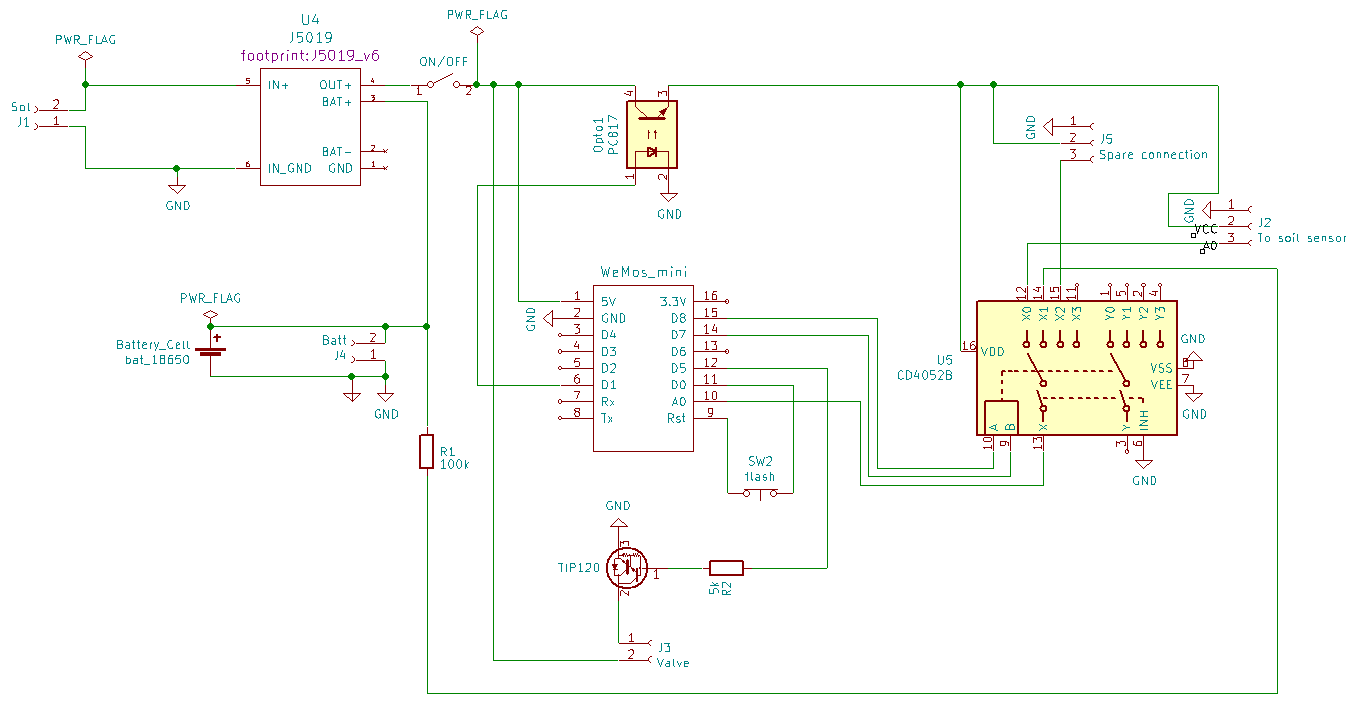 U4
J5019
footprint:J5019_v6
PWR_FLAG
PWR_FLAG
ON/OFF
5 IN+
OUT+ 4
BAT+ 3
BAT- 2
6 IN_GND
GND 1
1 2
Sol 2
J1 1
GND
4 3
Opto1
PC817
1 2
GND
GND 1
2 J5
3 Spare connection
GND 1
2 J2
VCC
3 To soil sensor
A0
PWR_FLAG
+
Battery_Cell
bat_18650
Batt 2
J4 1
GND
R1
100k
WeMos_mini
1 5V 3.3V 16
GND 2 GND D8 15
3 D4 D7 14
4 D3 D6 13
5 D2 D5 12
6 D1 D0 11
7 Rx A0 10
8 Tx Rst 9
SW2
flash
12 14 15 11 1 5 2 4
X0 X1 X2 X3 Y0 Y1 Y2 Y3
16 VDD
U5
CD4052B
GND
VSS 8
VEE 7
GND
A B X Y INH
10 9 13 3 6
GND
GND
3
TIP120
1
2
5k
R2
1 J3
2 Valve